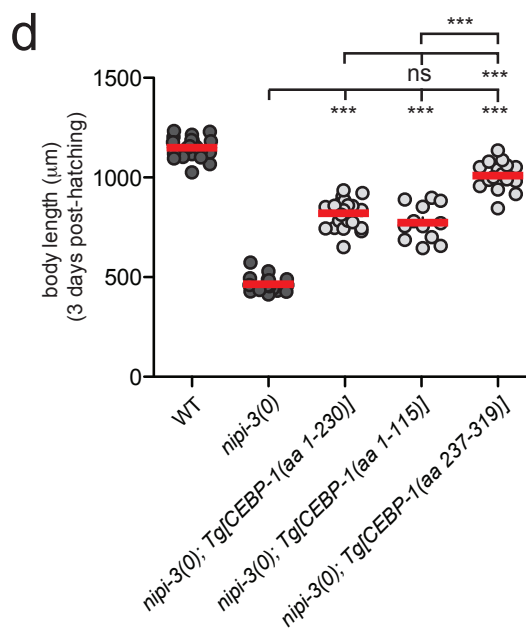 d
***
ns
***
*** *** ***
1500
1000
500
0
body length (µm)
(3 days post-hatching)
WT
nipi-3(0)
nipi-3(0); Tg[CEBP-1(aa 1-230)]
nipi-3(0); Tg[CEBP-1(aa 1-115)]
nipi-3(0); Tg[CEBP-1(aa 237-319)]